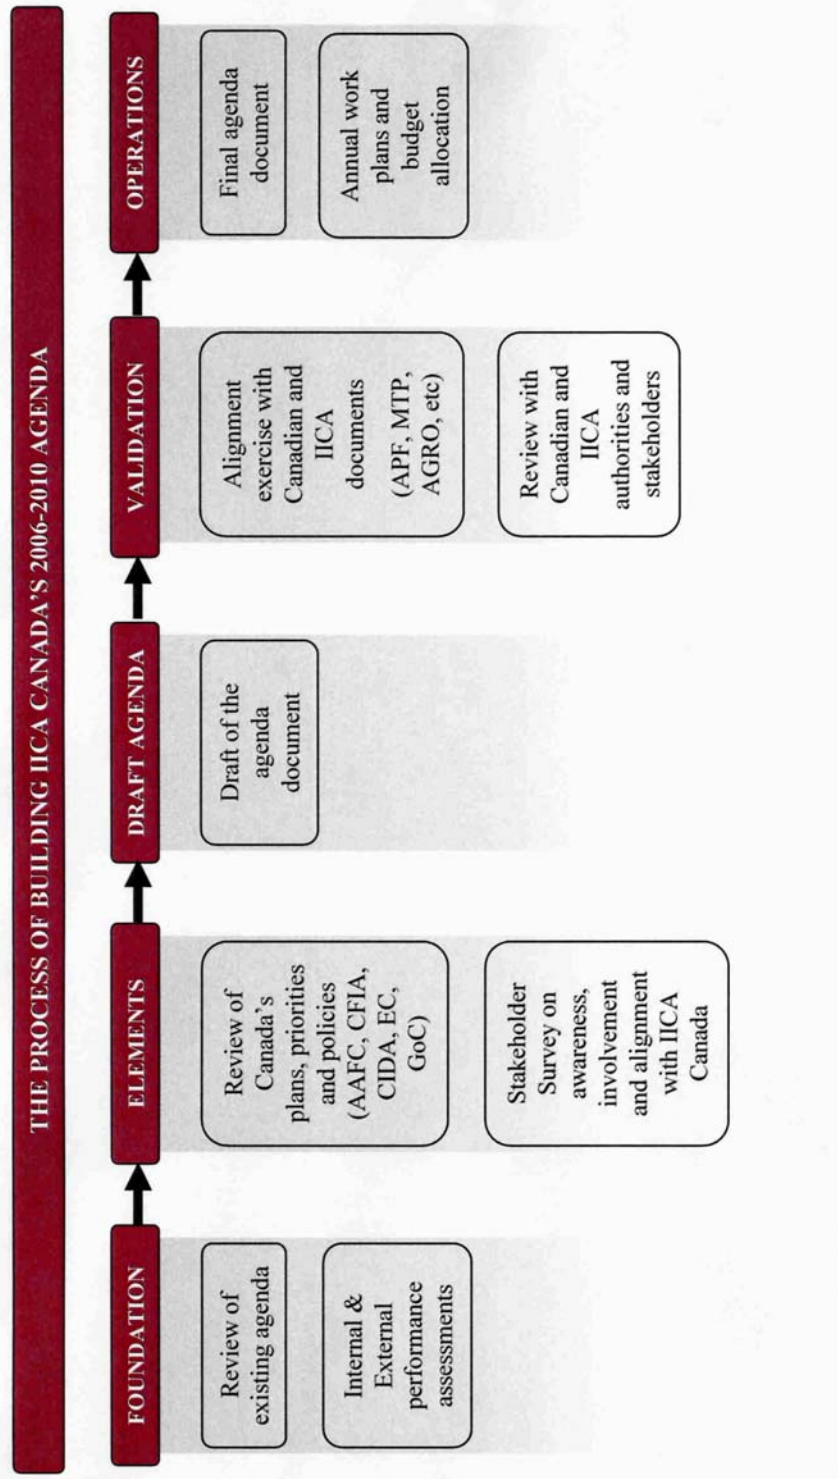 THE PROCESS OF BUILDING IICA CANADA'S 2006-2010 AGENDA
FOUNDATION
Review of
existing agenda
Internal &
External
performance
assessments
ELEMENTS
Review of
Canada's
plans, priorities
and policies
(AAFC, CFIA,
CIDA, EC,
GoC)
Stakeholder
Survey on
awareness,
involvement
and alignment
with IICA
Canada
DRAFT AGENDA
Draft of the
agenda
document
VALIDATION
Alignment
exercise with
Canadian and
IICA
documents
(APF, MTP,
AGRO, etc)
Review with
Canadian and
IICA
authorities and
stakeholders
OPERATIONS
Final agenda
document
Annual work
plans and
budget
allocation